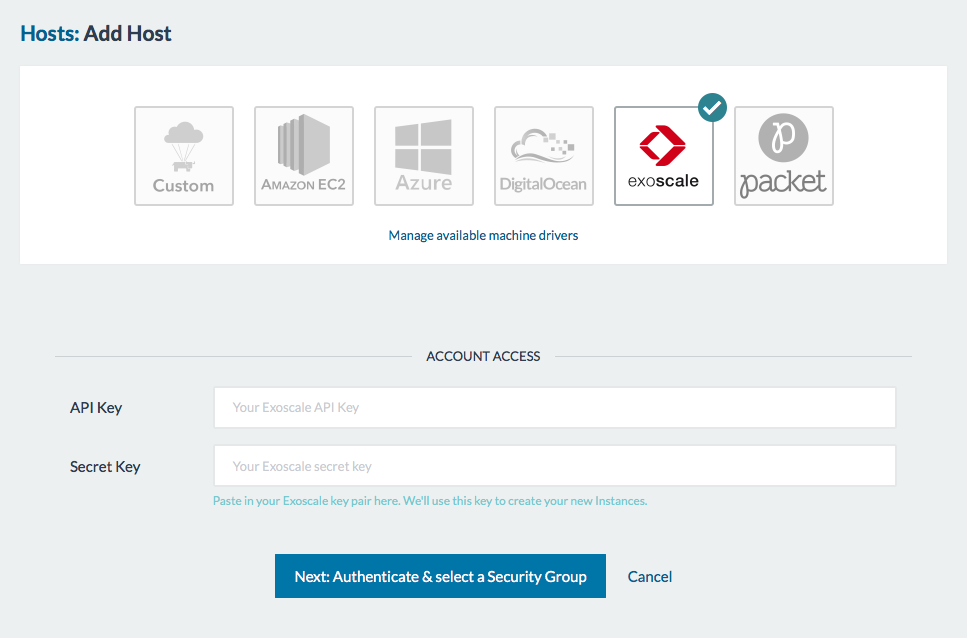 Hosts: Add Host
Custom
AMAZON EC2
Azure
DigitalOcean
exoscale
packet
Manage available machine drivers
ACCOUNT ACCESS
API Key
Your Exoscale API Key
Secret Key
Your Exoscale secret key
Paste in your Exoscale key pair here. We'll use this key to create your new Instances.
Next: Authenticate & select a Security Group
Cancel